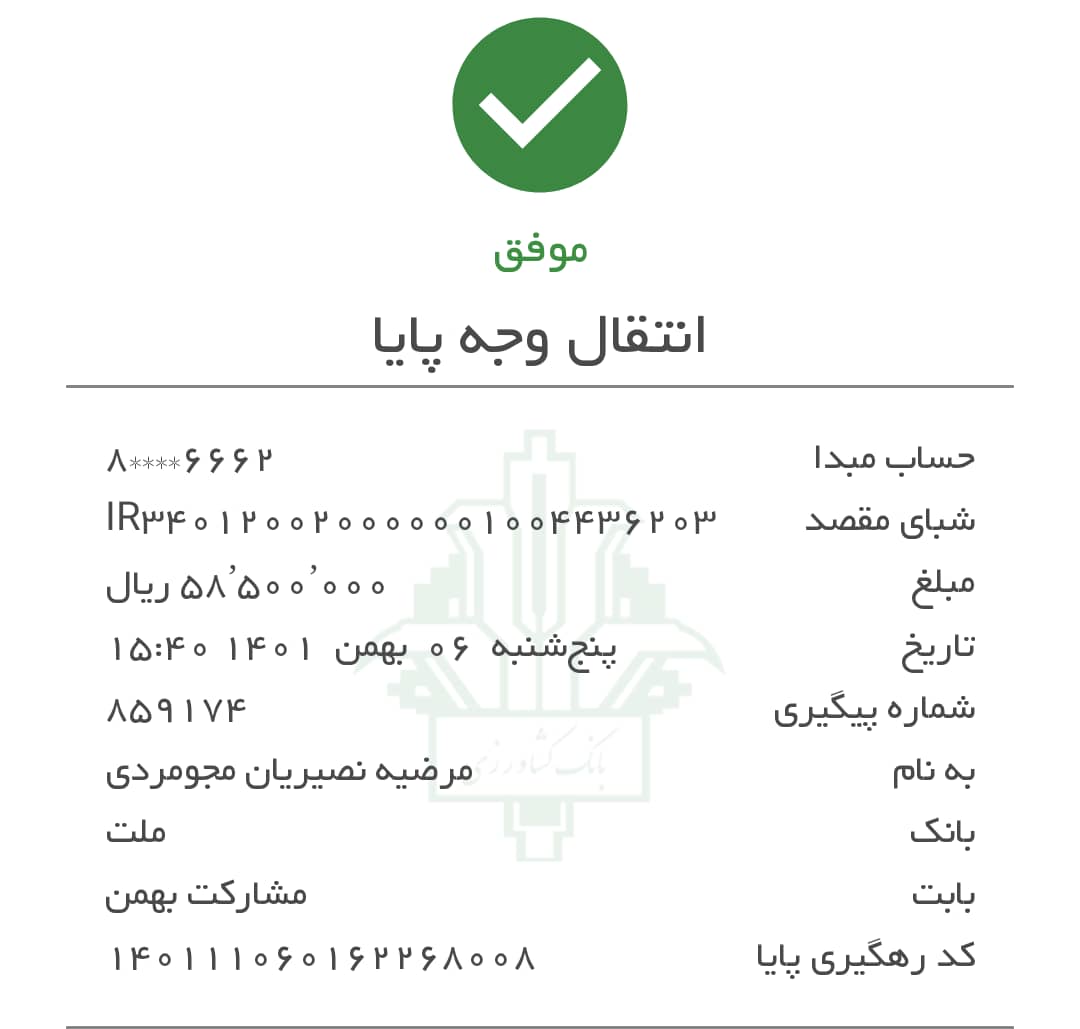 موفق
انتقال وجه پایا
حساب مبدا ۸****۶۶۶۲
شبای مقصد IR۳۴۰۱۲۰۰۲۰۰۰۰۰۰۱۰۰۴۴۳۶۲۰۳
مبلغ ۵۸٬۵۰۰٬۰۰۰ ریال
تاریخ پنج‌شنبه ۰۶ بهمن ۱۴۰۱ ۱۵:۴۰
شماره پیگیری ۸۵۹۱۷۴
به نام مرضیه نصیریان مجومردی
بانک ملت
بابت مشارکت بهمن
کد رهگیری پایا ۱۴۰۱۱۱۰۶۰۱۶۲۲۶۸۰۰۸
بانک کشاورزی